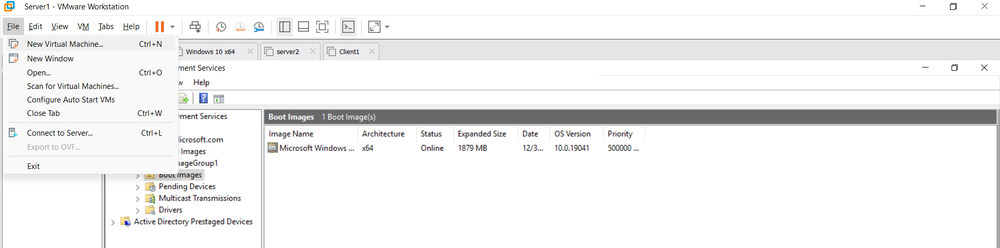 Server1 - VMware Workstation
File Edit View VM Tabs Help
New Virtual Machine... Ctrl+N
New Window
Open... Ctrl+O
Scan for Virtual Machines...
Configure Auto Start VMs
Close Tab Ctrl+W
Connect to Server... Ctrl+L
Export to OVF...
Exit
Windows 10 x64 server2 Client1
ment Services
w Help
ment Services
icrosoft.com
l Images
nageGroup1
Boot Images
Pending Devices
Multicast Transmissions
Drivers
Active Directory Prestaged Devices
Boot Images 1 Boot Image(s)
Image Name Architecture Status Expanded Size Date OS Version Priority
Microsoft Windows ... x64 Online 1879 MB 12/3... 10.0.19041 500000 ...